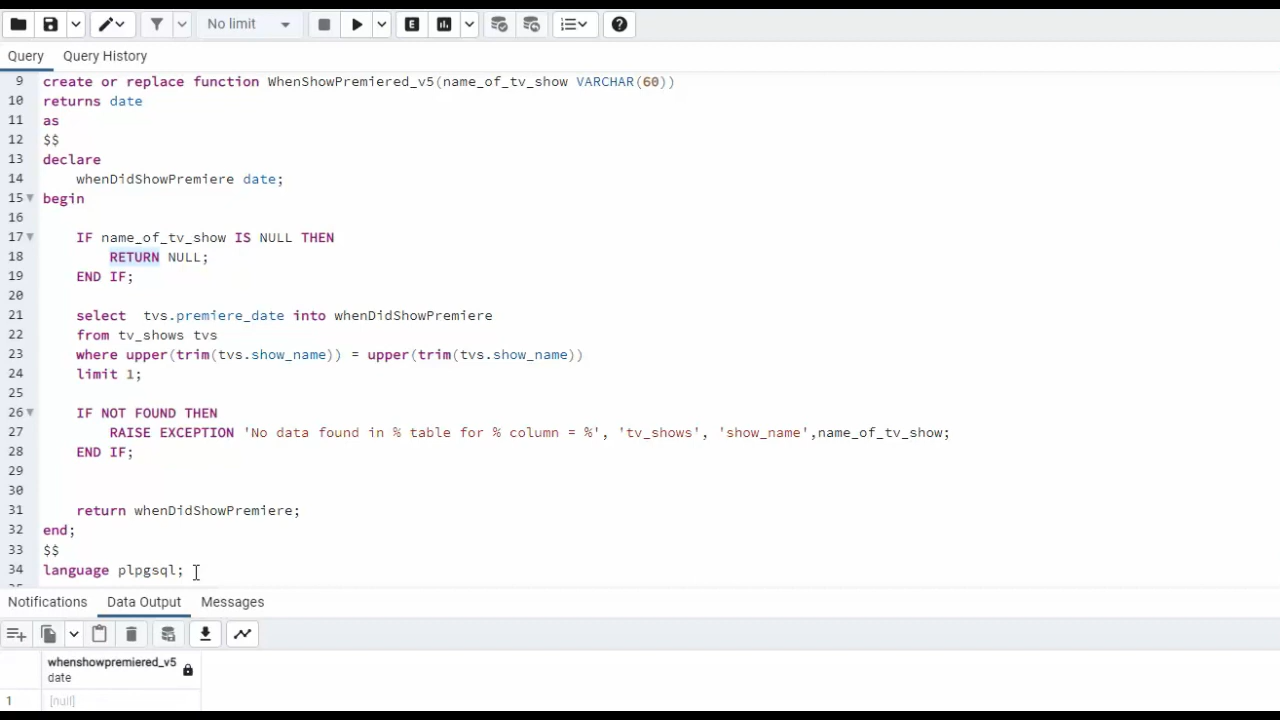 No limit
E
?
Query Query History
9 create or replace function WhenShowPremiered_v5(name_of_tv_show VARCHAR(60))
10 returns date
11 as
12 $$
13 declare
14 whenDidShowPremiere date;
15 begin
16
17 IF name_of_tv_show IS NULL THEN
18 RETURN NULL;
19 END IF;
20
21 select  tvs.premiere_date into whenDidShowPremiere
22 from tv_shows tvs
23 where upper(trim(tvs.show_name)) = upper(trim(tvs.show_name))
24 limit 1;
25
26 IF NOT FOUND THEN
27 RAISE EXCEPTION 'No data found in % table for % column = %', 'tv_shows', 'show_name',name_of_tv_show;
28 END IF;
29
30
31 return whenDidShowPremiere;
32 end;
33 $$
34 language plpgsql;
Notifications Data Output Messages
whenshowpremiered_v5
date
1 [null]